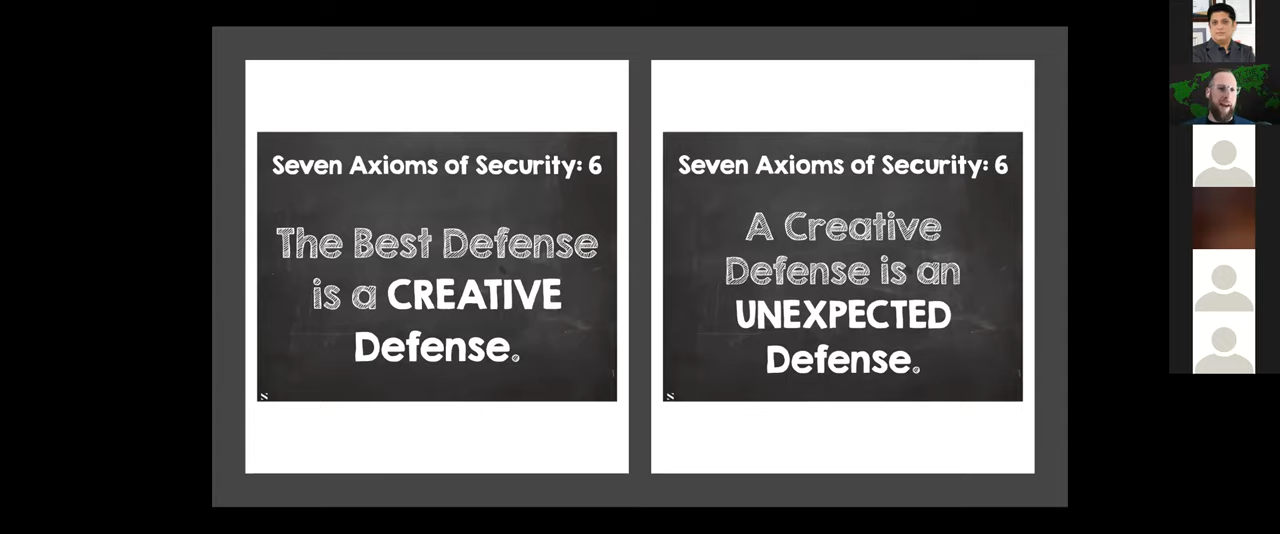 Seven Axioms of Security: 6
The Best Defense
is a CREATIVE
Defense.
S
Seven Axioms of Security: 6
A Creative
Defense is an
UNEXPECTED
Defense.
S